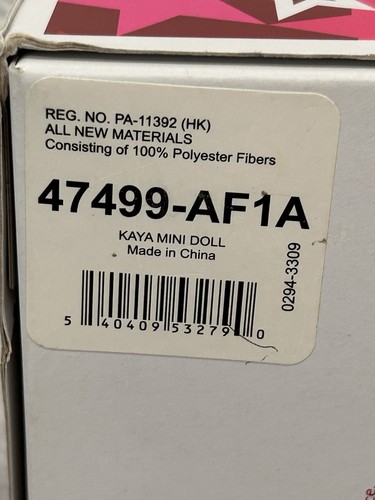 REG. NO. PA-11392 (HK)
ALL NEW MATERIALS
Consisting of 100% Polyester Fibers
47499-AF1A
KAYA MINI DOLL
Made in China
0294-3309
5 40409 53279 0